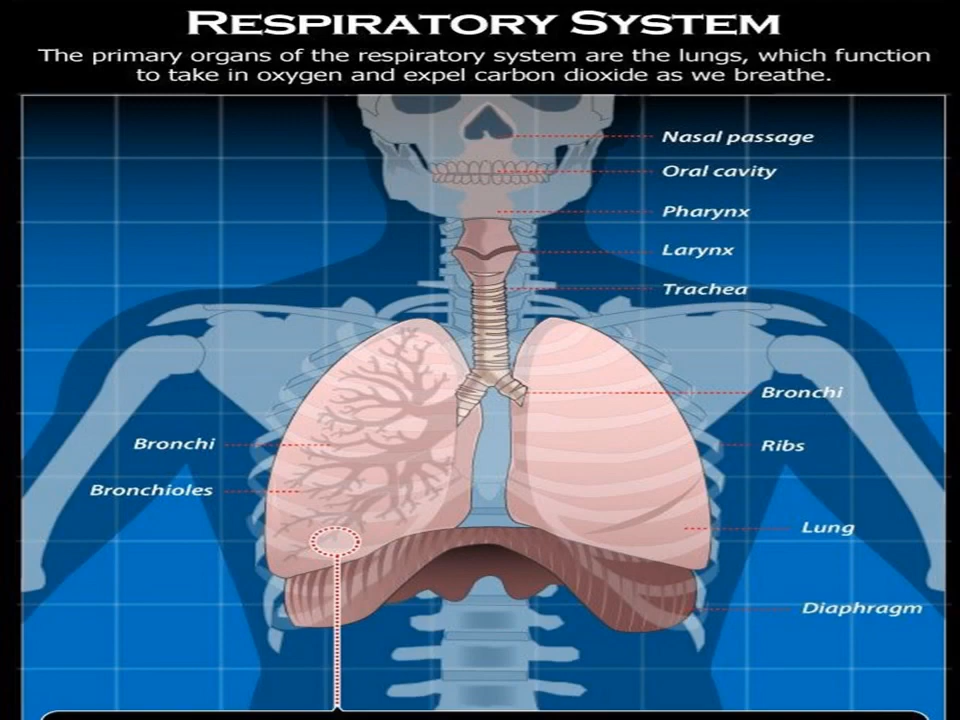 RESPIRATORY SYSTEM
The primary organs of the respiratory system are the lungs, which function
to take in oxygen and expel carbon dioxide as we breathe.
Nasal passage
Oral cavity
Pharynx
Larynx
Trachea
Bronchi
Bronchi
Ribs
Bronchioles
Lung
Diaphragm